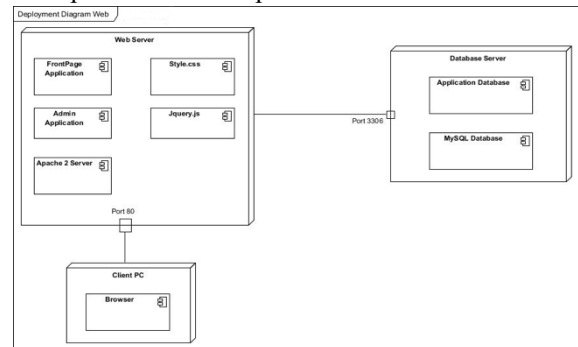 Deployment Diagram Web
Web Server
FrontPage
Application
Style.css
Admin
Application
Jquery.js
Apache 2 Server
Port 80
Client PC
Browser
Port 3306
Database Server
Application Database
MySQL Database